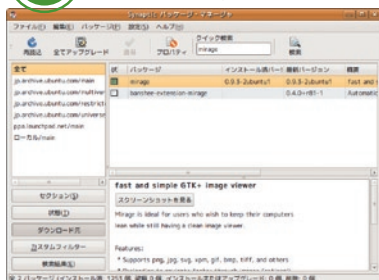 Synaptic パッケージ・マネージャ
ファイル(F) 編集(E) パッケージ(P) 設定(S) ヘルプ(H)
クイック検索
mirage
再読込 全てアップグレード 適用 プロパティ 検索
全て
jp.archive.ubuntu.com/main
jp.archive.ubuntu.com/multiver
jp.archive.ubuntu.com/restricti
jp.archive.ubuntu.com/universe
ppa.launchpad.net/main
ローカル/main
状 パッケージ インストール済バー 最新バージョン 概要
mirage 0.9.5-2ubuntu1 0.9.5-2ubuntu1 fast and s
banshee-extension-mirage 0.4.0+r81-1 Automatic
セクション(S)
状態(T)
ダウンロード元
カスタムフィルター
検索結果(R)
fast and simple GTK+ image viewer
スクリーンショットを見る
Mirage is ideal for users who wish to keep their computers
lean while still having a clean image viewer.
Features:
* Supports png, jpg, svg, xpm, gif, bmp, tiff, and others